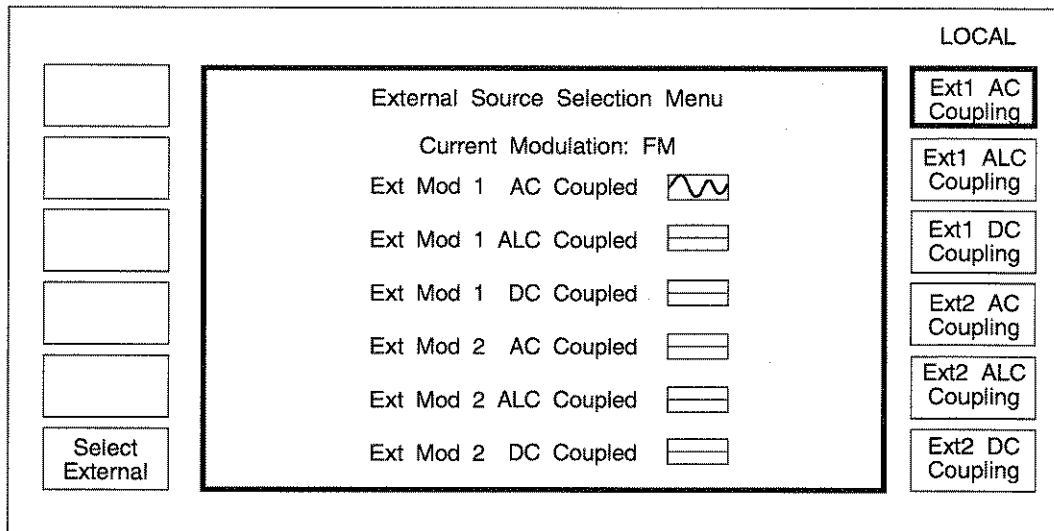 LOCAL
External Source Selection Menu
Current Modulation: FM
Ext Mod 1 AC Coupled
Ext Mod 1 ALC Coupled
Ext Mod 1 DC Coupled
Ext Mod 2 AC Coupled
Ext Mod 2 ALC Coupled
Ext Mod 2 DC Coupled
Select
External
Ext1 AC
Coupling
Ext1 ALC
Coupling
Ext1 DC
Coupling
Ext2 AC
Coupling
Ext2 ALC
Coupling
Ext2 DC
Coupling